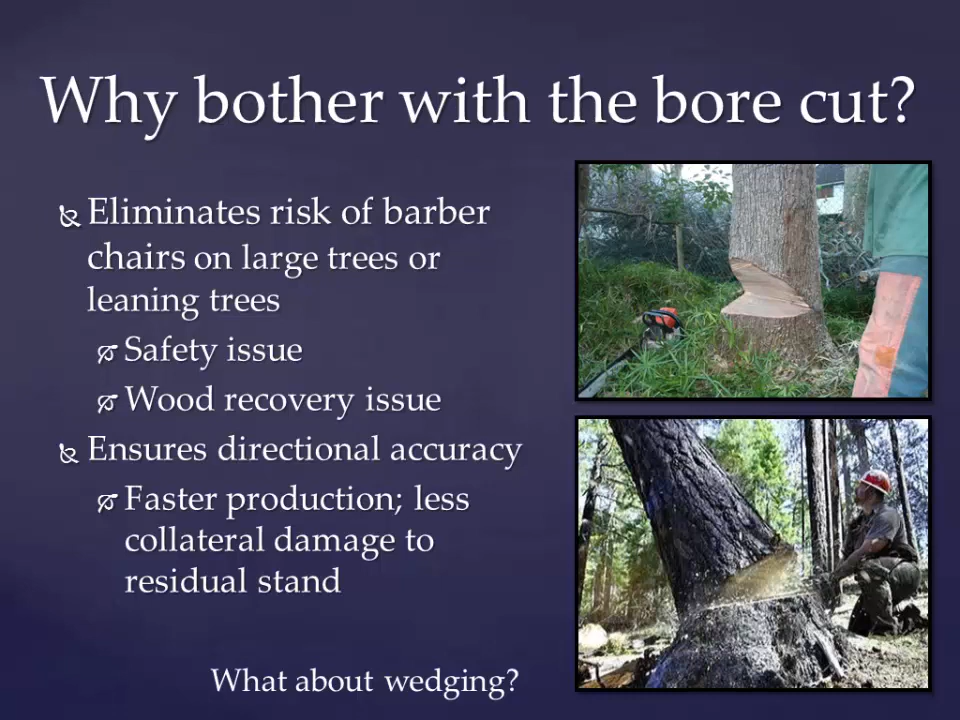 Why bother with the bore cut?
Eliminates risk of barber
chairs on large trees or
leaning trees
Safety issue
Wood recovery issue
Ensures directional accuracy
Faster production; less
collateral damage to
residual stand
What about wedging?